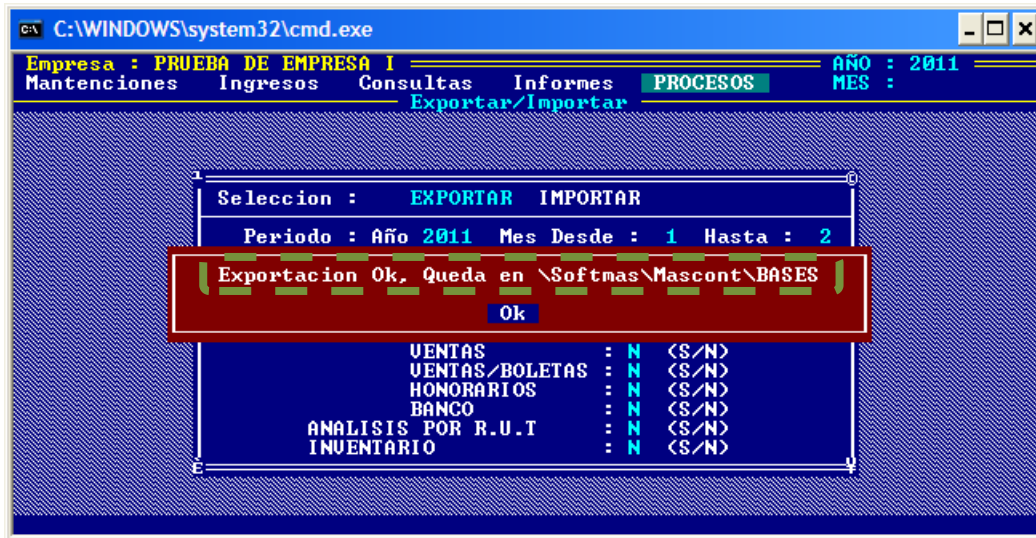 C:\WINDOWS\system32\cmd.exe
Empresa : PRUEBA DE EMPRESA I AÑO : 2011
Mantenciones Ingresos Consultas Informes PROCESOS MES :
Exportar/Importar
Seleccion : EXPORTAR IMPORTAR
Periodo : Año 2011 Mes Desde : 1 Hasta : 2
Exportacion Ok, Queda en \Softmas\Mascont\BASES
Ok
VENTAS : N (S/N)
VENTAS/BOLETAS : N (S/N)
HONORARIOS : N (S/N)
BANCO : N (S/N)
ANALISIS POR R.U.T : N (S/N)
INVENTARIO : N (S/N)